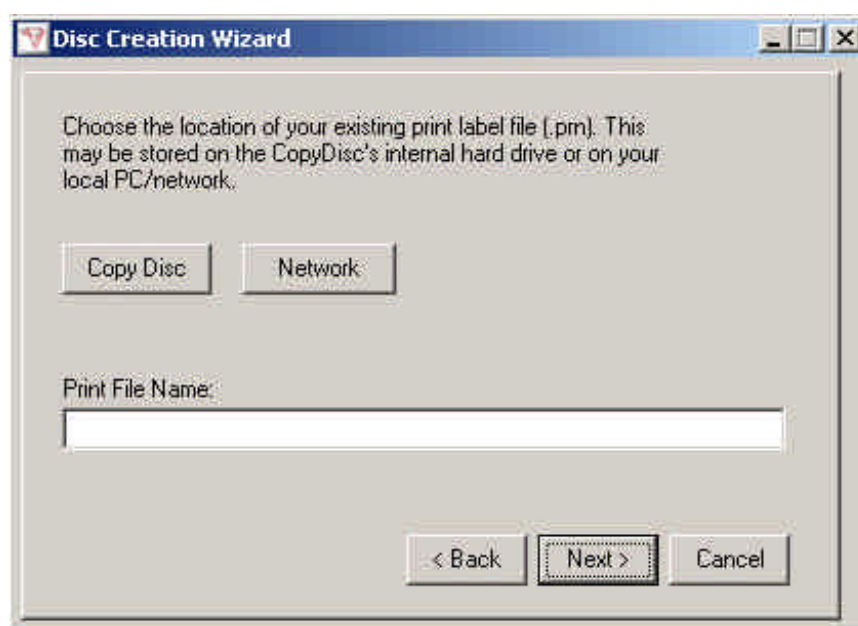 Disc Creation Wizard
Choose the location of your existing print label file (.prn). This
may be stored on the CopyDisc's internal hard drive or on your
local PC/network.
Copy Disc Network
Print File Name:
< Back Next > Cancel